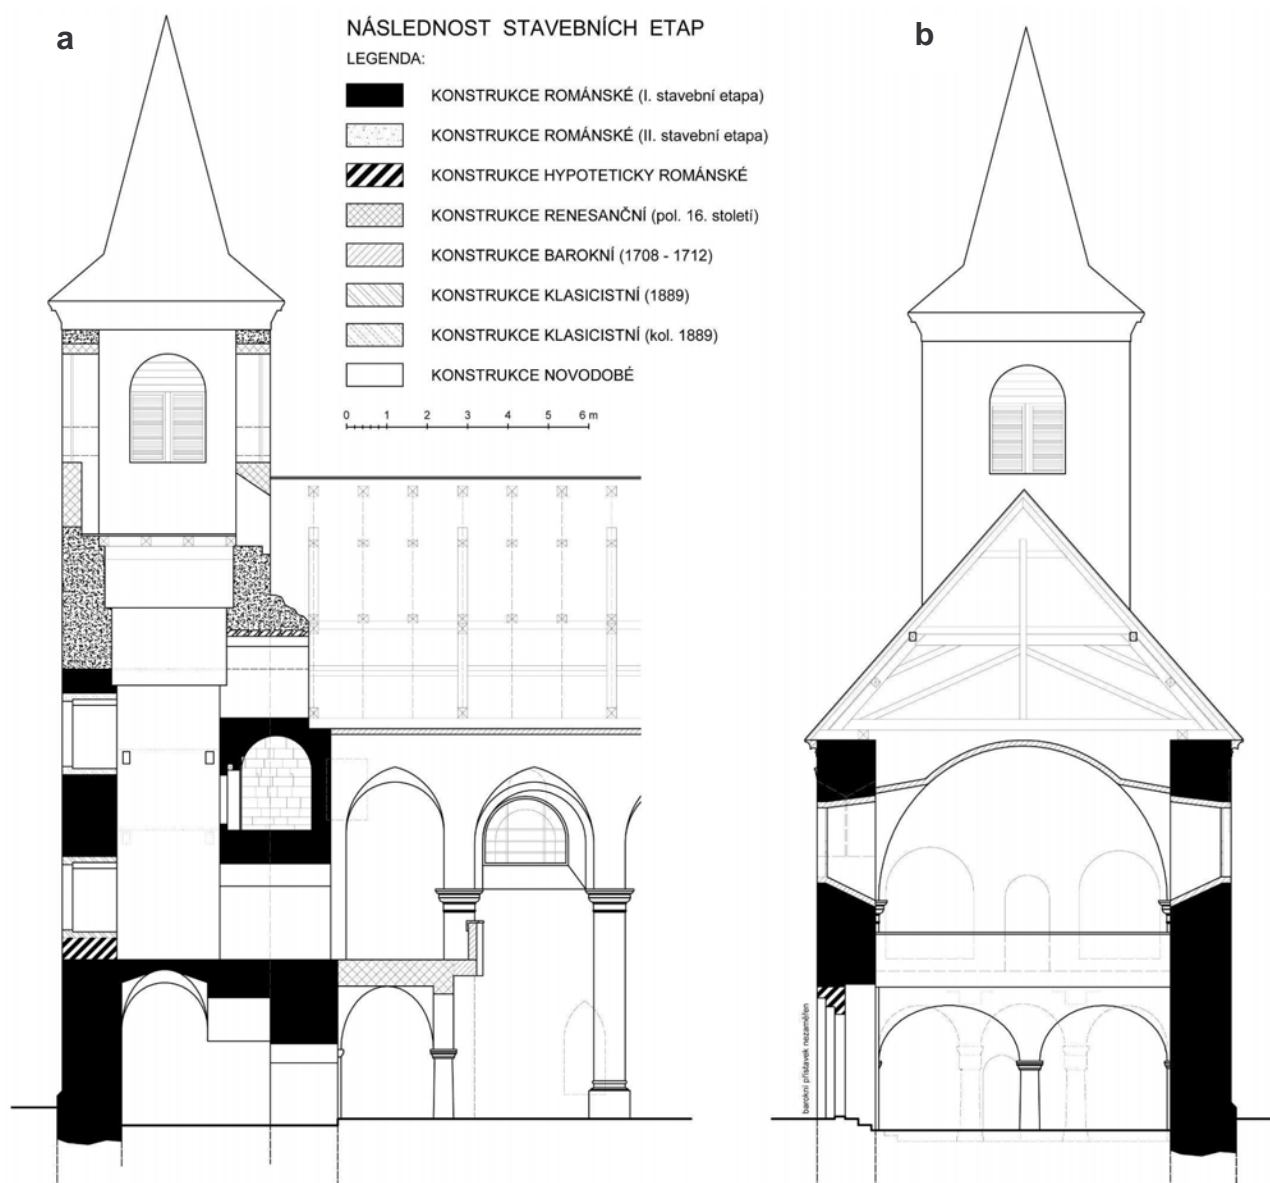 a
NÁSLEDNOST STAVEBNÍCH ETAP
LEGENDA:
KONSTRUKCE ROMÁNSKÉ (I. stavební etapa)
KONSTRUKCE ROMÁNSKÉ (II. stavební etapa)
KONSTRUKCE HYPOTETICKY ROMÁNSKÉ
KONSTRUKCE RENESANČNÍ (pol. 16. století)
KONSTRUKCE BAROKNÍ (1708 - 1712)
KONSTRUKCE KLASICISTNÍ (1889)
KONSTRUKCE KLASICISTNÍ (kol. 1889)
KONSTRUKCE NOVODOBÉ
0 1 2 3 4 5 6 m
b
barokní přístavek nezaměřen